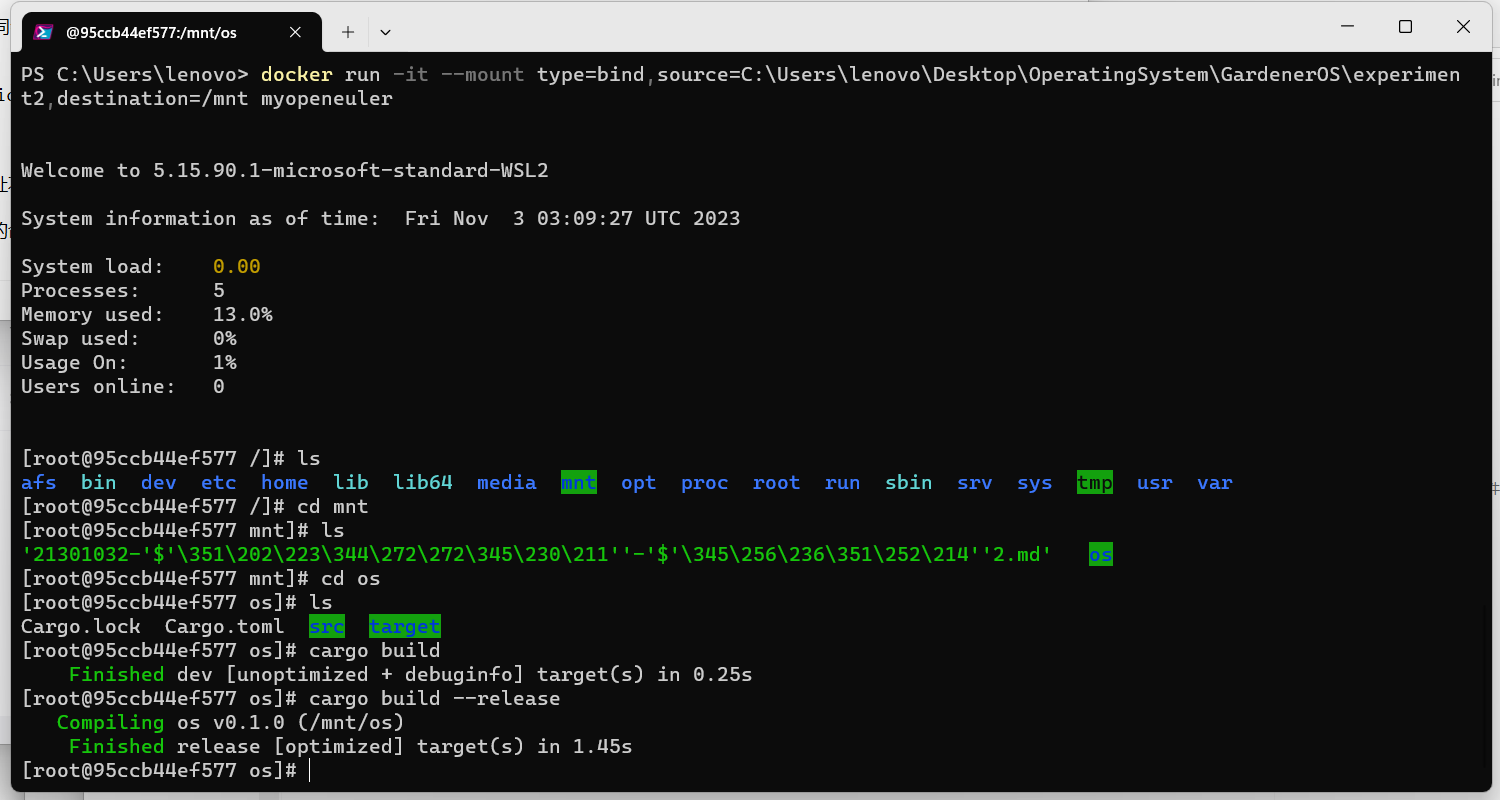 @95ccb44ef577:/mnt/os
PS C:\Users\lenovo> docker run -it --mount type=bind,source=C:\Users\lenovo\Desktop\OperatingSystem\GardenerOS\experimen
t2,destination=/mnt myopeneuler
Welcome to 5.15.90.1-microsoft-standard-WSL2
System information as of time:  Fri Nov  3 03:09:27 UTC 2023
System load:    0.00
Processes:      5
Memory used:    13.0%
Swap used:      0%
Usage On:       1%
Users online:   0
[root@95ccb44ef577 /]# ls
afs  bin  dev  etc  home  lib  lib64  media  mnt  opt  proc  root  run  sbin  srv  sys  tmp  usr  var
[root@95ccb44ef577 /]# cd mnt
[root@95ccb44ef577 mnt]# ls
'21301032-'$'\351\202\223\344\272\272\345\230\211''-'$'\345\256\236\351\252\214''2.md'   os
[root@95ccb44ef577 mnt]# cd os
[root@95ccb44ef577 os]# ls
Cargo.lock  Cargo.toml  src  target
[root@95ccb44ef577 os]# cargo build
    Finished dev [unoptimized + debuginfo] target(s) in 0.25s
[root@95ccb44ef577 os]# cargo build --release
   Compiling os v0.1.0 (/mnt/os)
    Finished release [optimized] target(s) in 1.45s
[root@95ccb44ef577 os]#